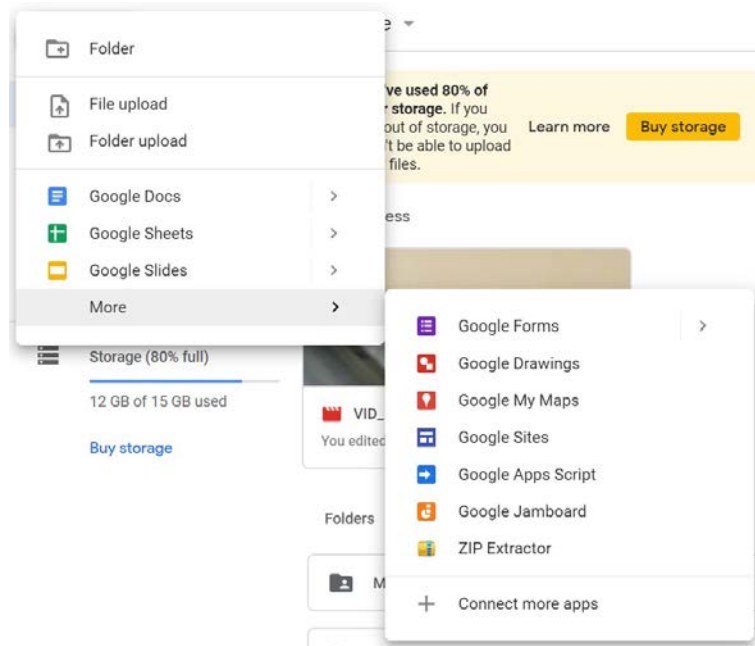 Folder
File upload
Folder upload
Google Docs
Google Sheets
Google Slides
More
Storage (80% full)
12 GB of 15 GB used
Buy storage
've used 80% of
storage. If you
out of storage, you
't be able to upload
files.
Learn more
Buy storage
ess
VID_
You edited
Folders
M
Google Forms
Google Drawings
Google My Maps
Google Sites
Google Apps Script
Google Jamboard
ZIP Extractor
Connect more apps